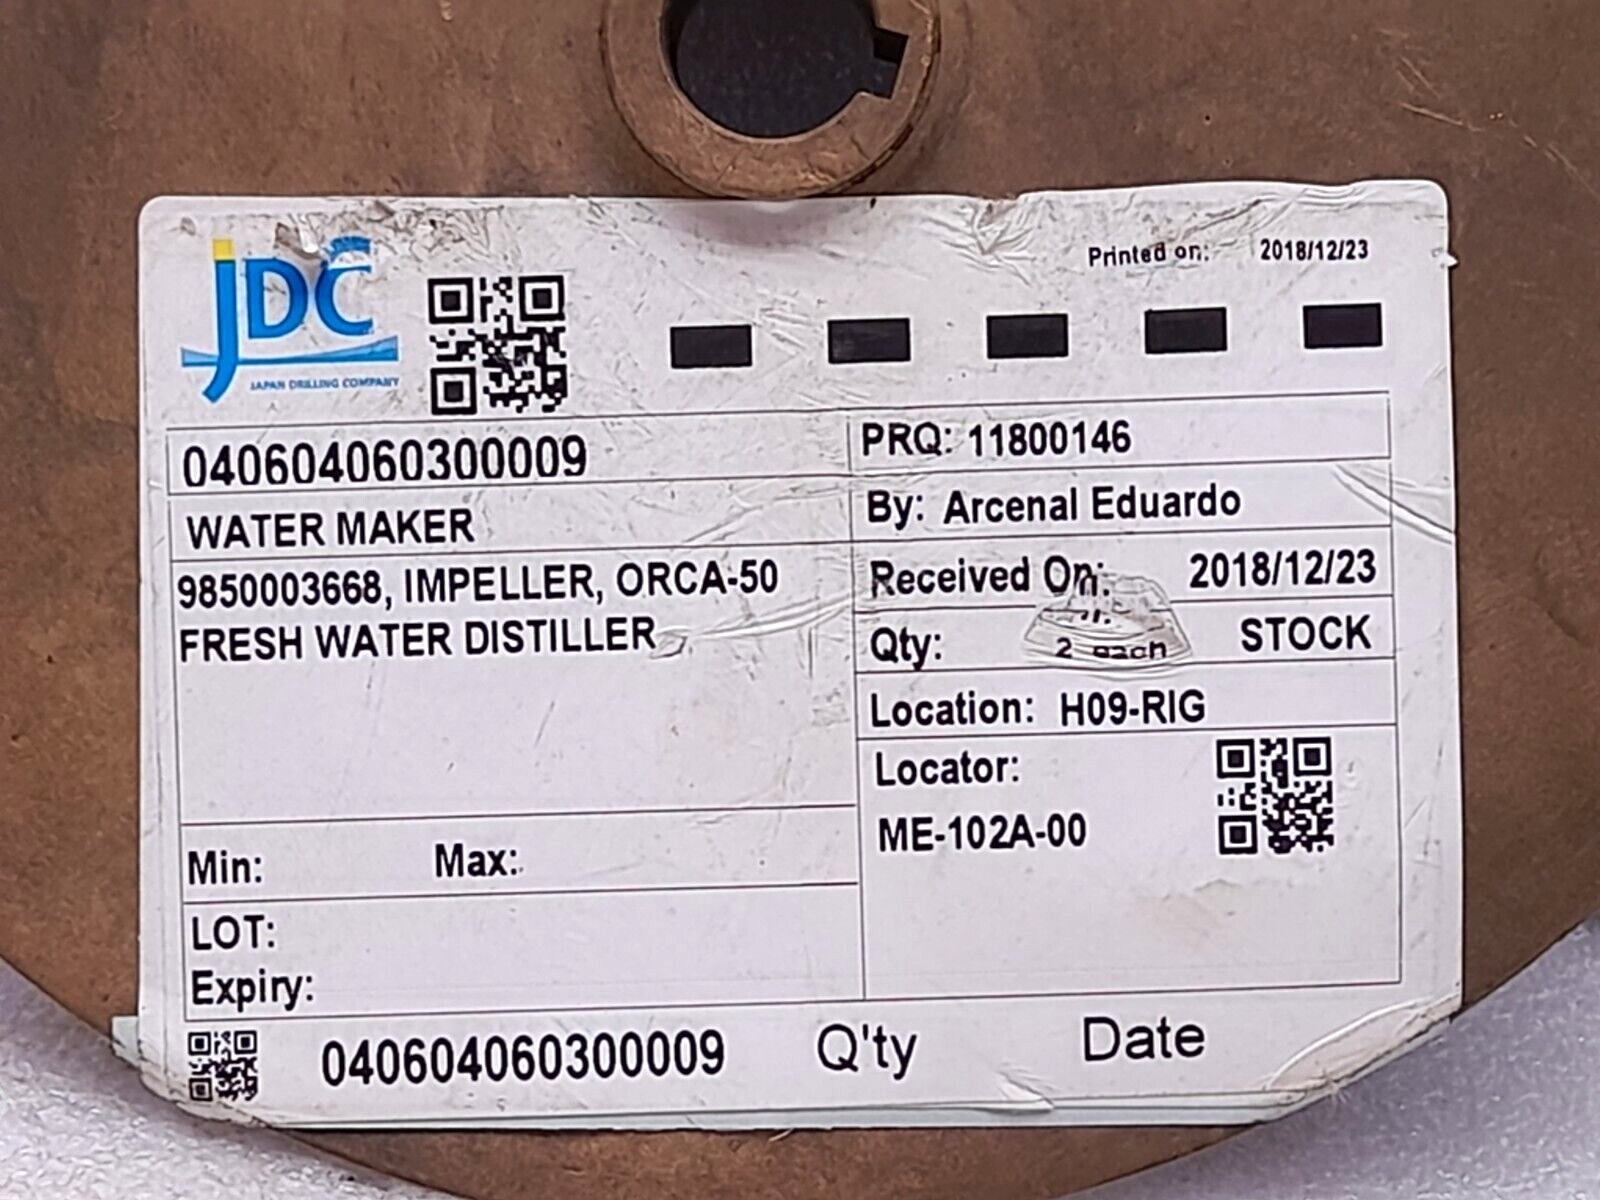 JDC
JAPAN DRILLING COMPANY
Printed on: 2018/12/23
040604060300009
PRQ: 11800146
WATER MAKER
By: Arcenal Eduardo
9850003668, IMPELLER, ORCA-50
FRESH WATER DISTILLER
Received On: 2018/12/23
Qty: 2 each STOCK
Location: H09-RIG
Locator:
ME-102A-00
Min: Max:
LOT:
Expiry:
040604060300009 Q'ty Date